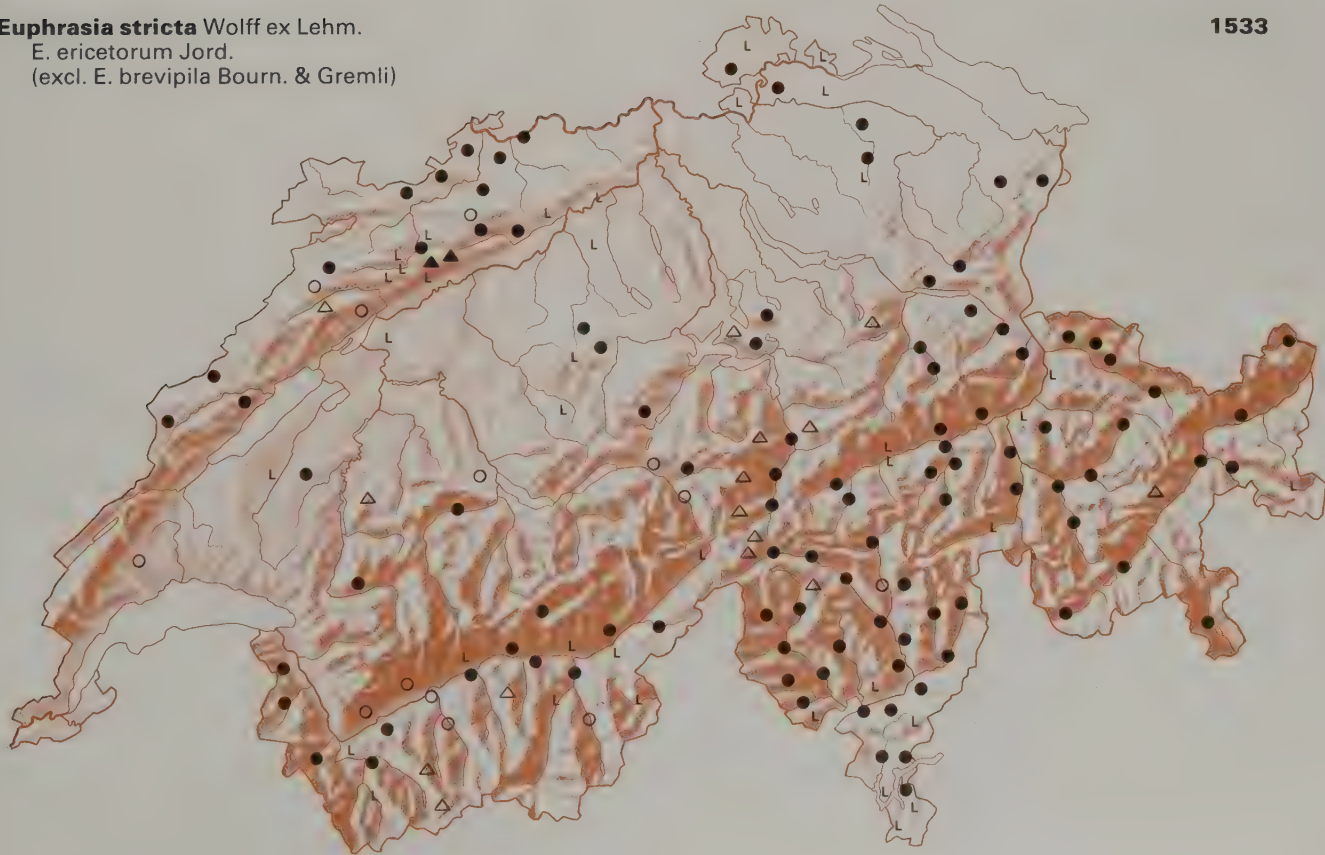 Euphrasia stricta Wolff ex Lehm.
E. ericetorum Jord.
(excl. E. brevipila Bourn. & Gremli)
1533